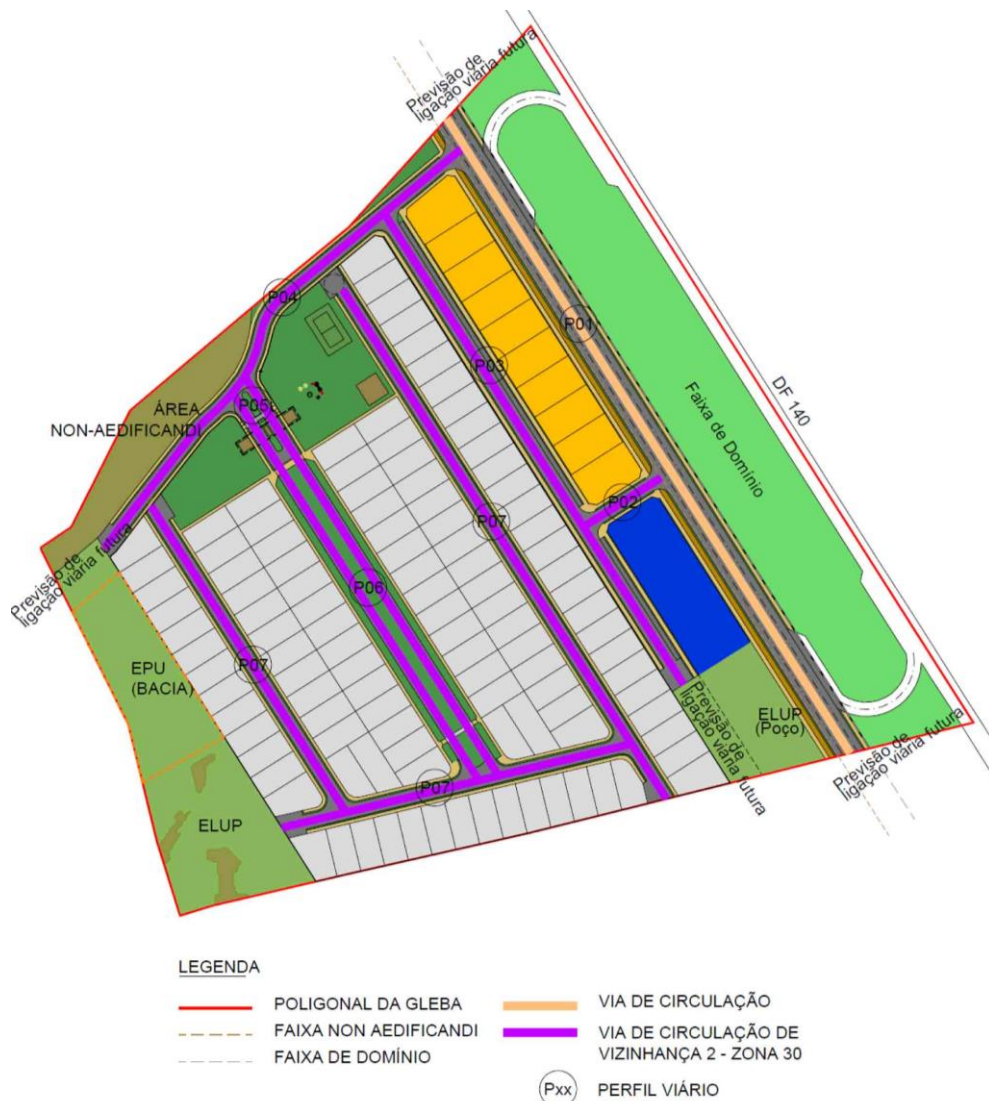 Previsão de
ligação viária futura
P04
P01
DF 140
Faixa de Domínio
P03
P05
ÁREA
NON-AEDIFICANDI
P02
P07
Previsão de
ligação viária futura
P06
P07
EPU
(BACIA)
Previsão de
ligação viária futura
ELUP
(Poço)
Previsão de
ligação viária futura
P07
ELUP
LEGENDA
POLIGONAL DA GLEBA
FAIXA NON AEDIFICANDI
FAIXA DE DOMÍNIO
VIA DE CIRCULAÇÃO
VIA DE CIRCULAÇÃO DE
VIZINHANÇA 2 - ZONA 30
Pxx
PERFIL VIÁRIO